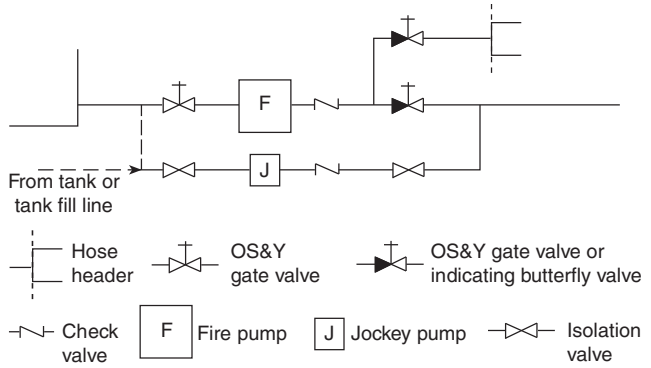 F
J
From tank or
tank fill line
Hose
header
OS&Y
gate valve
OS&Y gate valve or
indicating butterfly valve
Check
valve
F
Fire pump
J
Jockey pump
Isolation
valve